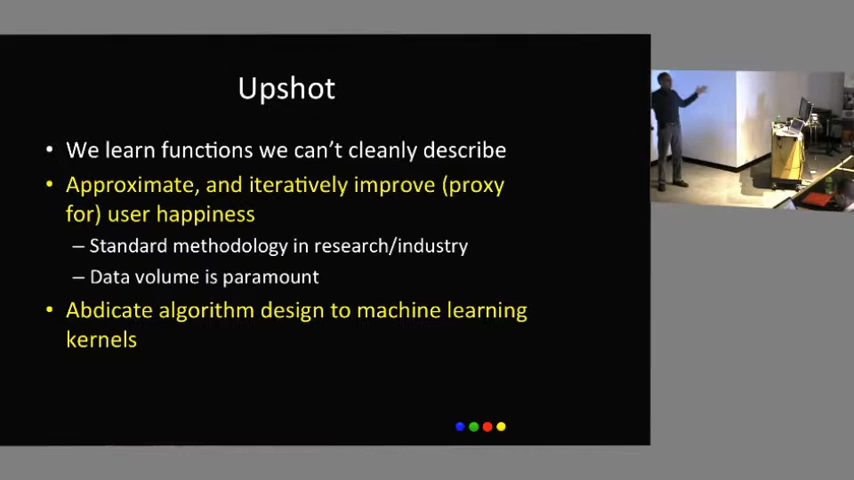 Upshot
• We learn functions we can't cleanly describe
• Approximate, and iteratively improve (proxy
for) user happiness
– Standard methodology in research/industry
– Data volume is paramount
• Abdicate algorithm design to machine learning
kernels